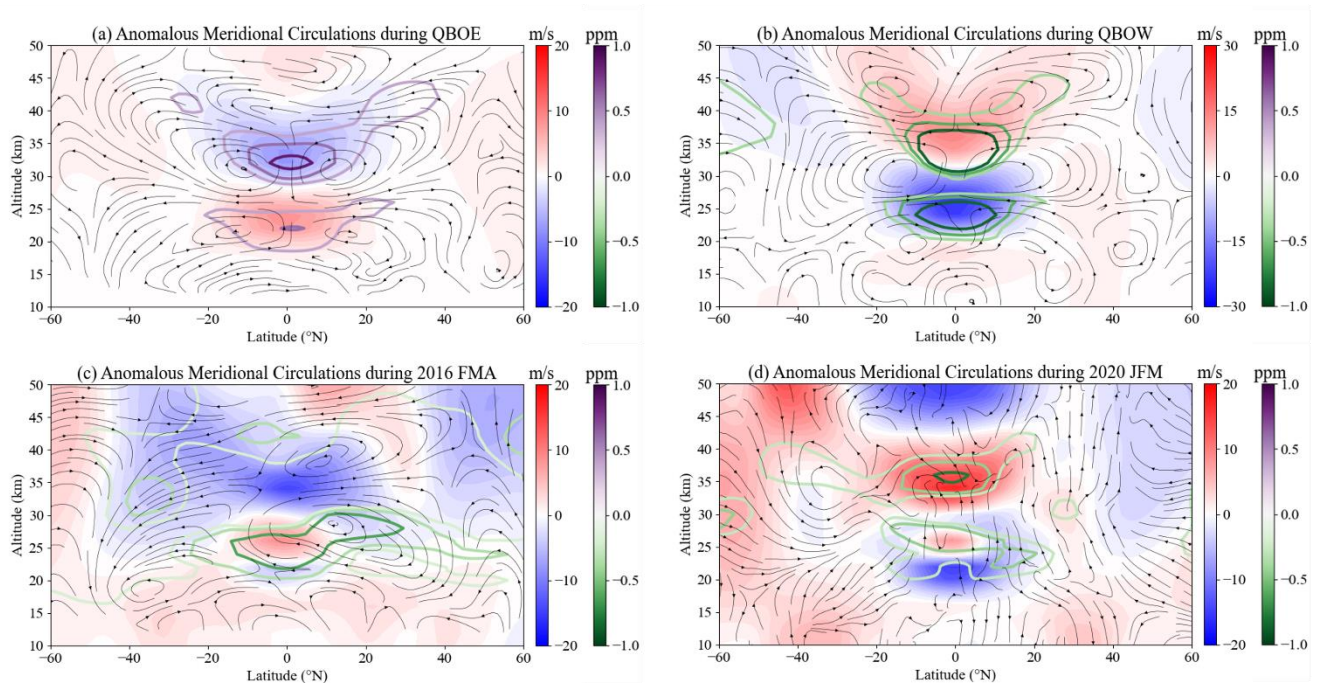 (a) Anomalous Meridional Circulations during QBOE m/s ppm
50 45 40 35 30 25 20 15 10
Altitude (km)
−60 −40 −20 0 20 40 60
Latitude (°N)
20 10 0 −10 −20
1.0 0.5 0.0 −0.5 −1.0
(b) Anomalous Meridional Circulations during QBOW m/s ppm
50 45 40 35 30 25 20 15 10
Altitude (km)
−60 −40 −20 0 20 40 60
Latitude (°N)
30 15 0 −15 −30
1.0 0.5 0.0 −0.5 −1.0
(c) Anomalous Meridional Circulations during 2016 FMA m/s ppm
50 45 40 35 30 25 20 15 10
Altitude (km)
−60 −40 −20 0 20 40 60
Latitude (°N)
20 10 0 −10 −20
1.0 0.5 0.0 −0.5 −1.0
(d) Anomalous Meridional Circulations during 2020 JFM m/s ppm
50 45 40 35 30 25 20 15 10
Altitude (km)
−60 −40 −20 0 20 40 60
Latitude (°N)
20 10 0 −10 −20
1.0 0.5 0.0 −0.5 −1.0